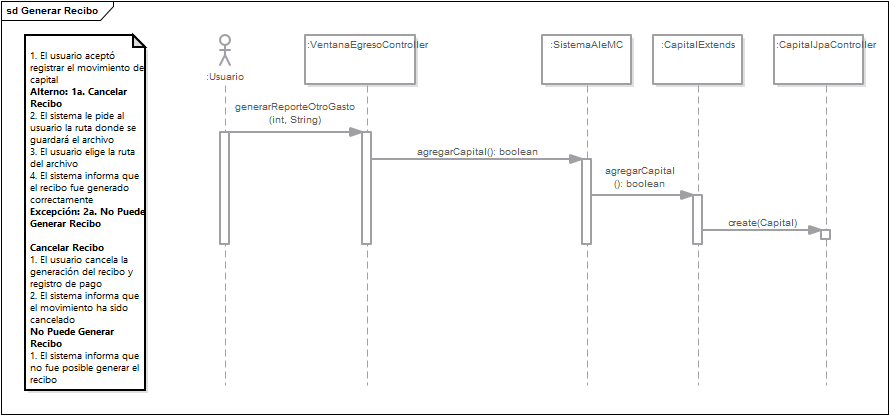 sd Generar Recibo
1. El usuario aceptó
registrar el movimiento de
capital
Alterno: 1a. Cancelar
Recibo
2. El sistema le pide al
usuario la ruta donde se
guardará el archivo
3. El usuario elige la ruta
del archivo
4. El sistema informa que
el recibo fue generado
correctamente
Excepción: 2a. No Puede
Generar Recibo
Cancelar Recibo
1. El usuario cancela la
generación del recibo y
registro de pago
2. El sistema informa que
el movimiento ha sido
cancelado
No Puede Generar
Recibo
1. El sistema informa que
no fue posible generar el
recibo
:Usuario
:VentanaEgresoController
:SistemaAleMC
:CapitalExtends
:CapitalJpaController
generarReporteOtroGasto
(int, String)
agregarCapital(): boolean
agregarCapital
(): boolean
create(Capital)